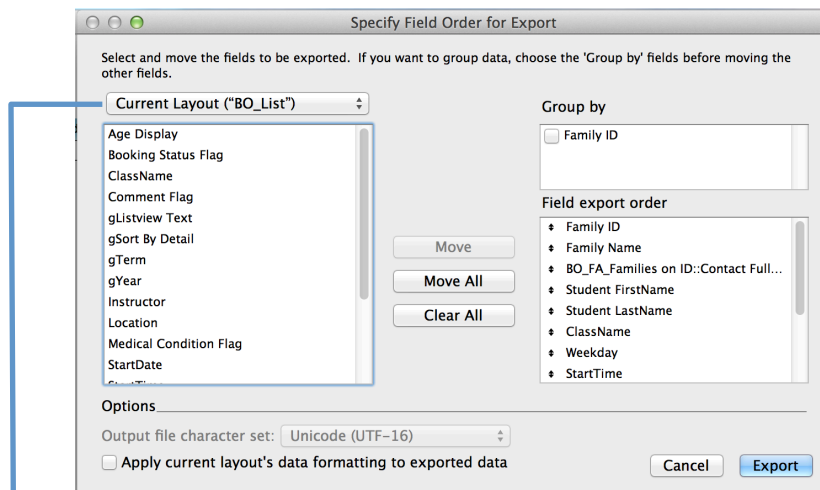 Specify Field Order for Export
Select and move the fields to be exported. If you want to group data, choose the 'Group by' fields before moving the
other fields.
Current Layout ("BO_List")
Age Display
Booking Status Flag
ClassName
Comment Flag
gListview Text
gSort By Detail
gTerm
gYear
Instructor
Location
Medical Condition Flag
StartDate
Move
Move All
Clear All
Group by
Family ID
Field export order
Family ID
Family Name
BO_FA_Families on ID::Contact Full...
Student FirstName
Student LastName
ClassName
Weekday
StartTime
Options
Output file character set: Unicode (UTF-16)
Apply current layout's data formatting to exported data
Cancel
Export